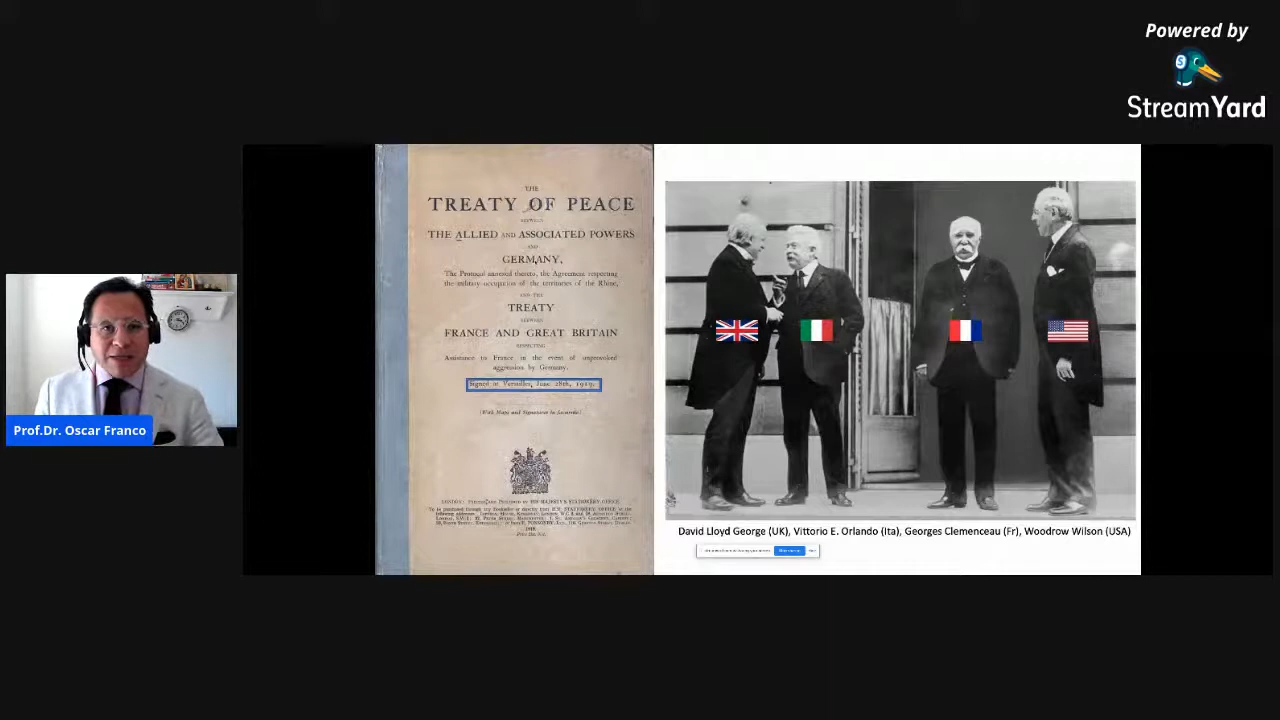 Powered by
S
StreamYard
THE
TREATY OF PEACE
BETWEEN
THE ALLIED AND ASSOCIATED POWERS
AND
GERMANY,
The Protocol annexed thereto, the Agreement respecting
the military occupation of the territories of the Rhine,
AND THE
TREATY
BETWEEN
FRANCE AND GREAT BRITAIN
RESPECTING
Assistance to France in the event of unprovoked
aggression by Germany.
Signed at Versailles, June 28th, 1919.
(With Maps and Signatures in facsimile)
Prof.Dr. Oscar Franco
David Lloyd George (UK), Vittorio E. Orlando (Ita), Georges Clemenceau (Fr), Woodrow Wilson (USA)